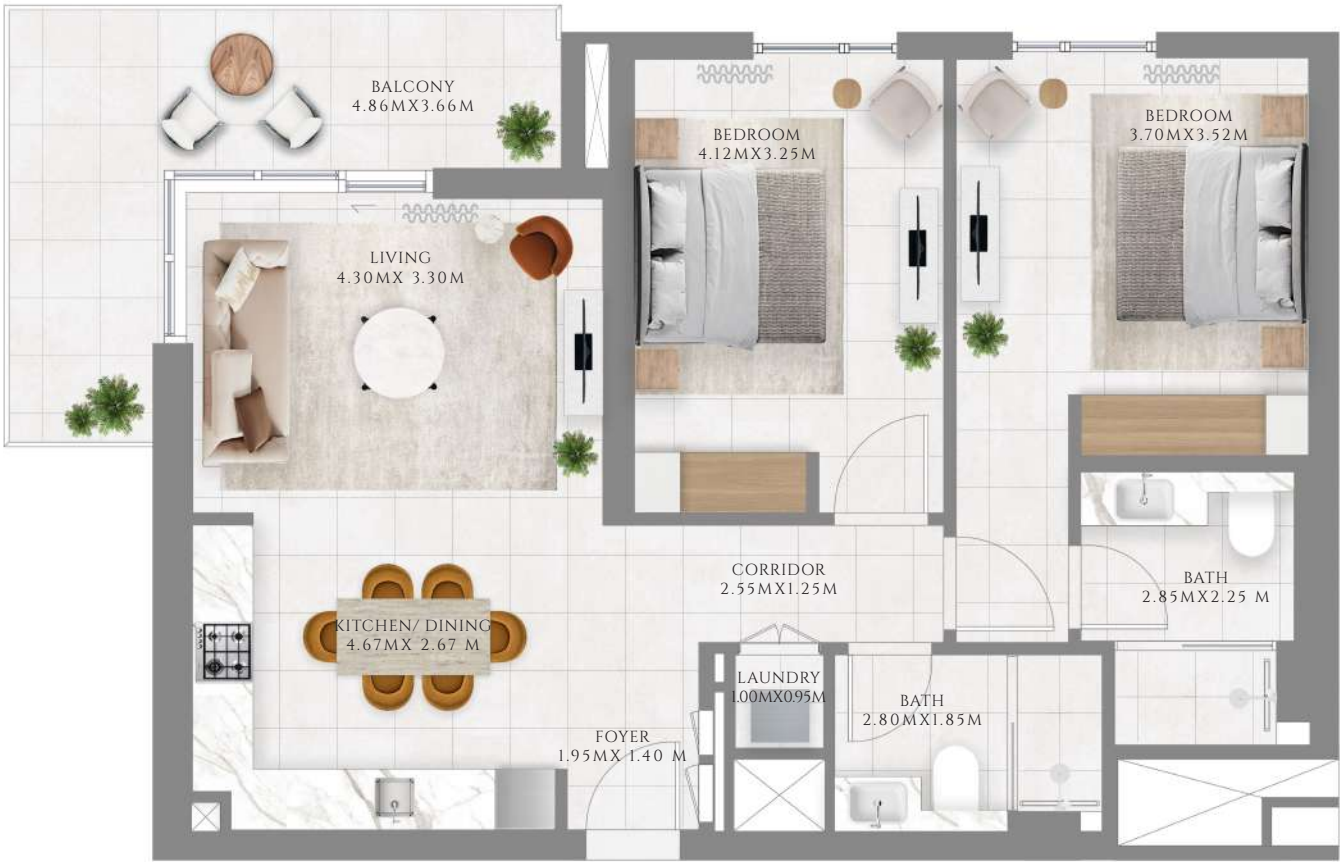 BALCONY
4.86MX3.66M
BEDROOM
4.12MX3.25M
BEDROOM
3.70MX3.52M
LIVING
4.30MX 3.30M
CORRIDOR
2.55MX1.25M
BATH
2.85MX2.25 M
KITCHEN/ DINING
4.67MX 2.67 M
LAUNDRY
1.00MX0.95M
BATH
2.80MX1.85M
FOYER
1.95MX 1.40 M